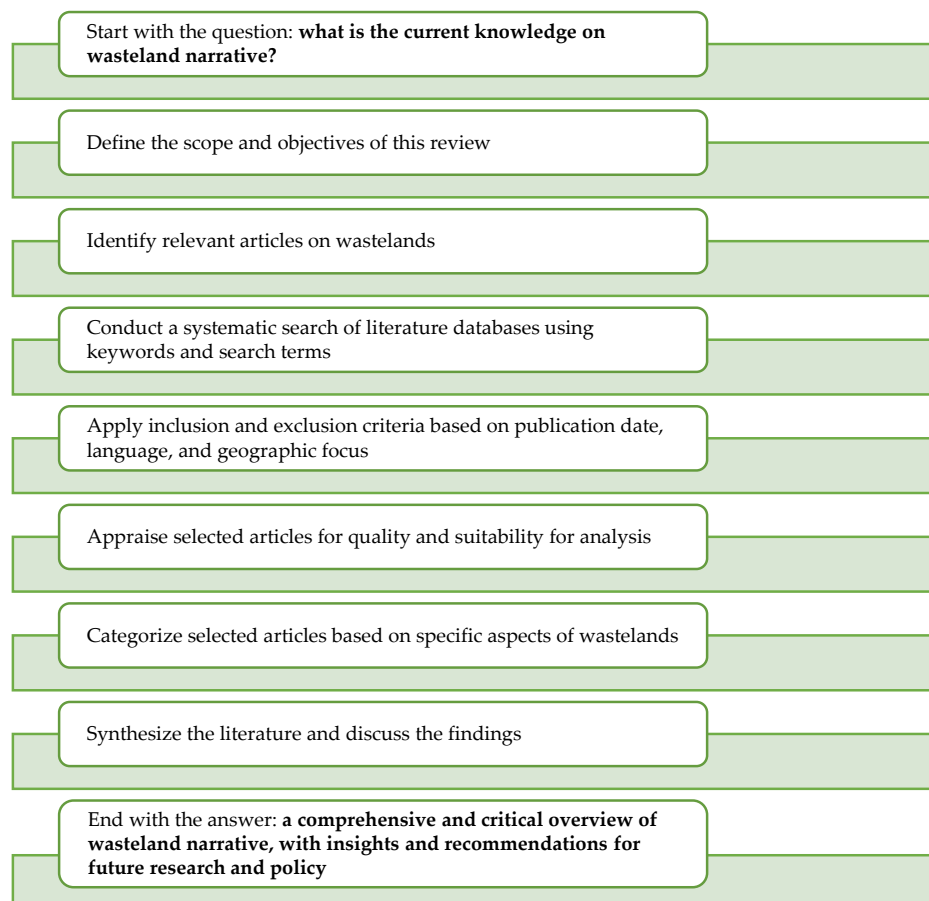 Start with the question: what is the current knowledge on
wasteland narrative?
Define the scope and objectives of this review
Identify relevant articles on wastelands
Conduct a systematic search of literature databases using
keywords and search terms
Apply inclusion and exclusion criteria based on publication date,
language, and geographic focus
Appraise selected articles for quality and suitability for analysis
Categorize selected articles based on specific aspects of wastelands
Synthesize the literature and discuss the findings
End with the answer: a comprehensive and critical overview of
wasteland narrative, with insights and recommendations for
future research and policy